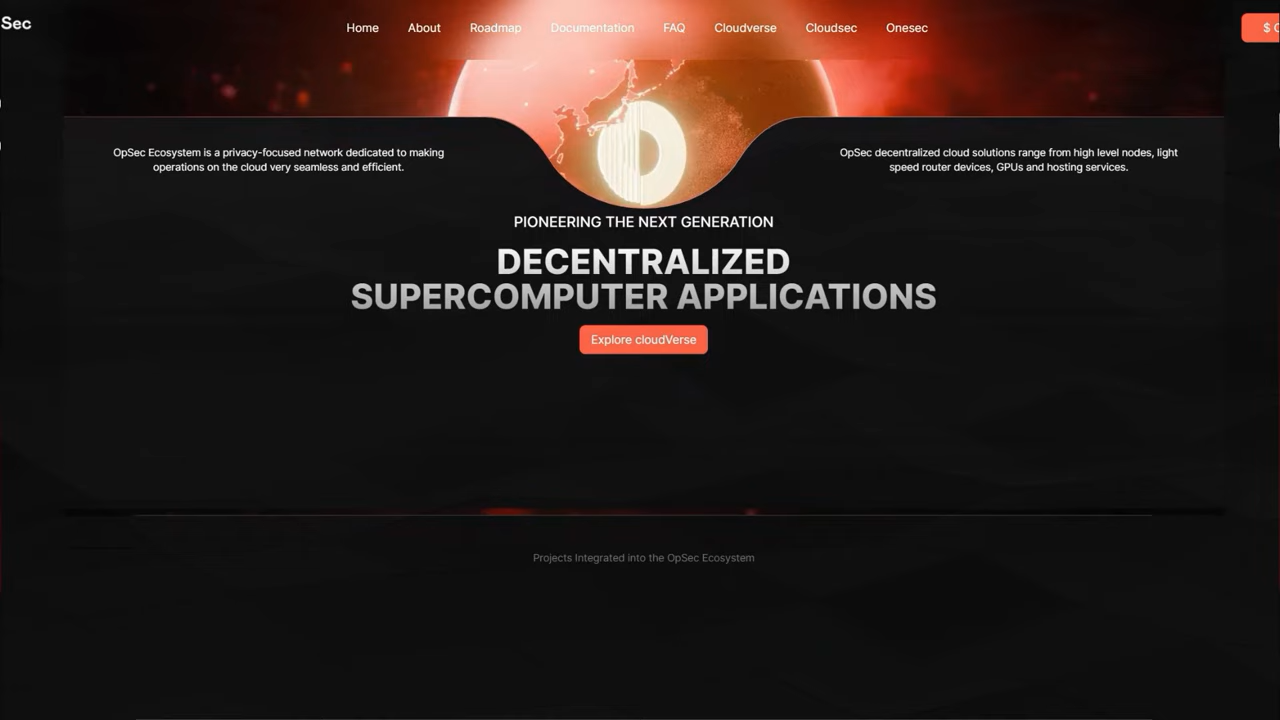 Sec
Home About Roadmap Documentation FAQ Cloudverse Cloudsec Onesec
$
OpSec Ecosystem is a privacy-focused network dedicated to making
operations on the cloud very seamless and efficient.
OpSec decentralized cloud solutions range from high level nodes, light
speed router devices, GPUs and hosting services.
PIONEERING THE NEXT GENERATION
DECENTRALIZED
SUPERCOMPUTER APPLICATIONS
Explore cloudVerse
Projects Integrated into the OpSec Ecosystem